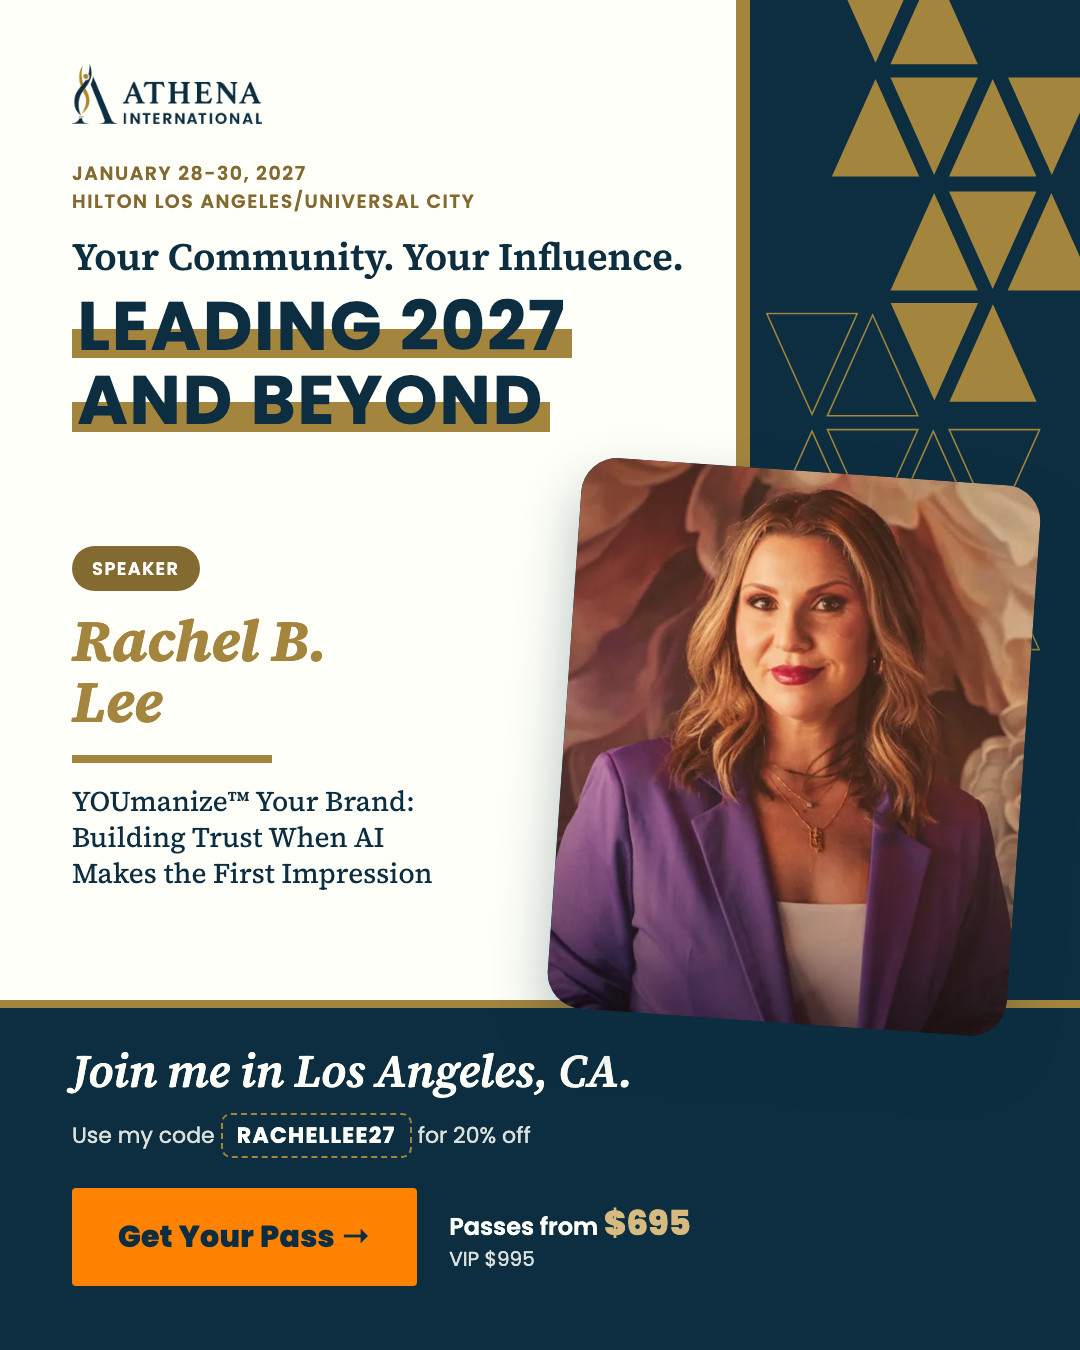 ATHENA
INTERNATIONAL
JANUARY 28-30, 2027
HILTON LOS ANGELES/UNIVERSAL CITY
Your Community. Your Influence.
LEADING 2027
AND BEYOND
SPEAKER
Rachel B.
Lee
YOUmanize™ Your Brand:
Building Trust When AI
Makes the First Impression
Join me in Los Angeles, CA.
Use my code RACHELLEE27 for 20% off
Get Your Pass →
Passes from $695
VIP $995